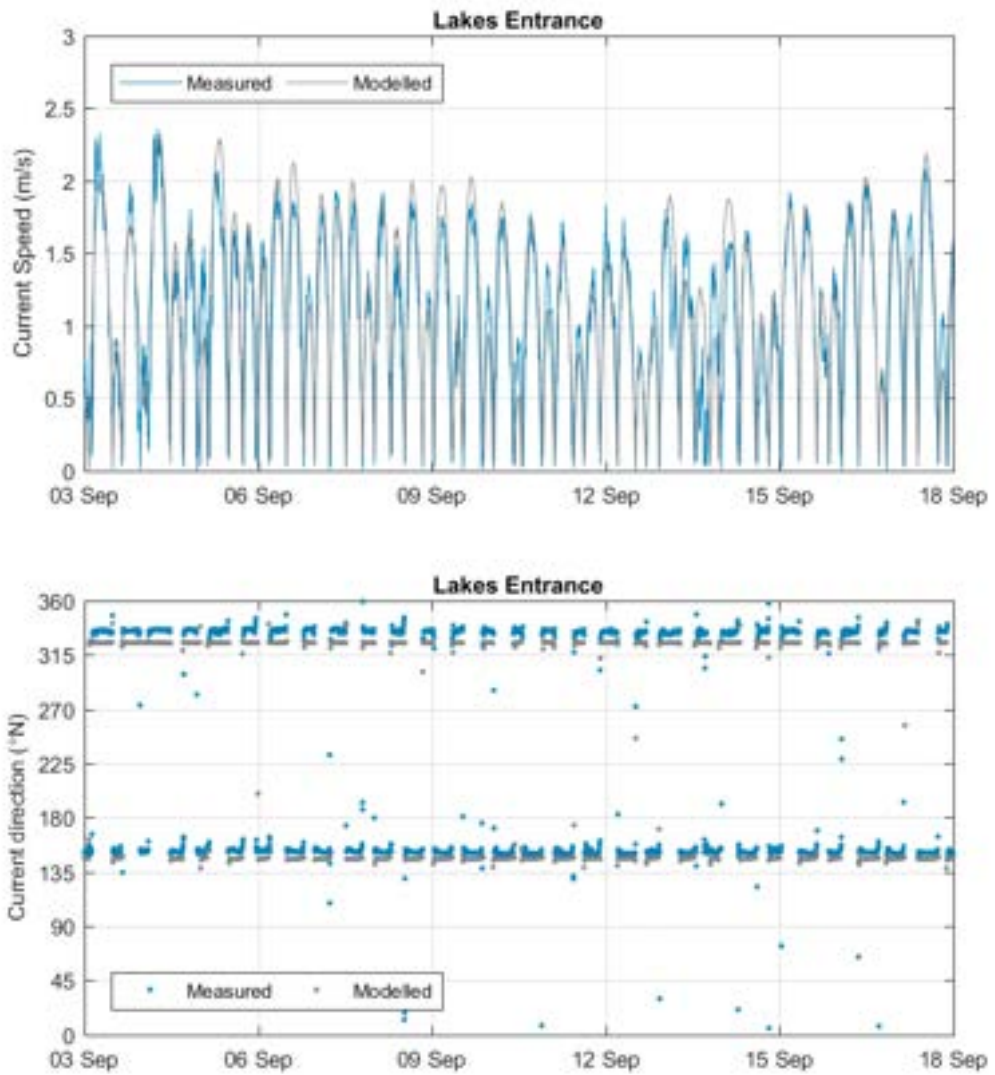 Lakes Entrance
3
2.5
2
1.5
1
0.5
0
Current Speed (m/s)
Measured Modelled
03 Sep 06 Sep 09 Sep 12 Sep 15 Sep 18 Sep
Lakes Entrance
360
315
270
225
180
135
90
45
0
Current direction (°N)
Measured Modelled
03 Sep 06 Sep 09 Sep 12 Sep 15 Sep 18 Sep